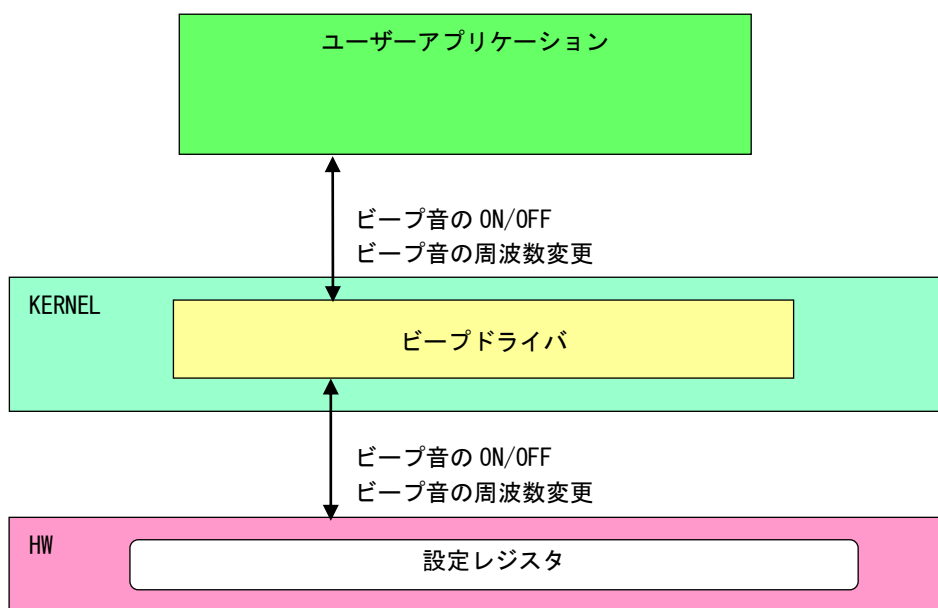 ユーザーアプリケーション
ビープ音の ON/OFF
ビープ音の周波数変更
KERNEL
ビープドライバ
ビープ音の ON/OFF
ビープ音の周波数変更
HW
設定レジスタ